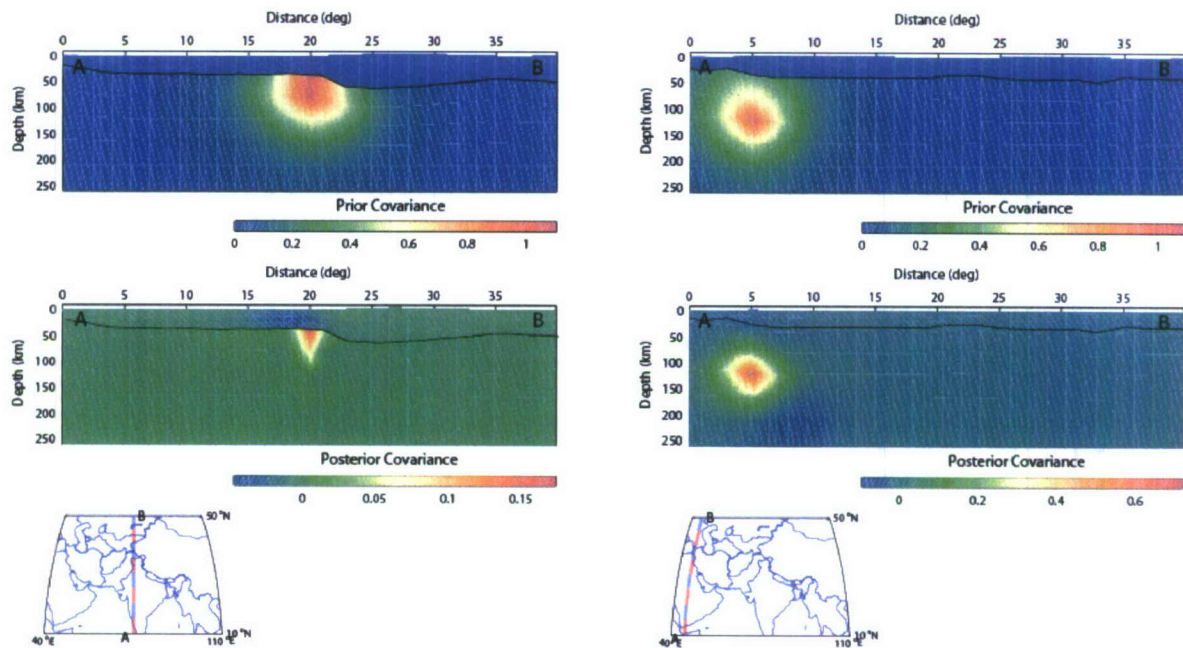 Distance (deg)
0 5 10 15 20 25 30 35
A B
0
50
100
150
200
250
Depth (km)
Prior Covariance
0 0.2 0.4 0.6 0.8 1
Distance (deg)
0 5 10 15 20 25 30 35
A B
0
50
100
150
200
250
Depth (km)
Posterior Covariance
0 0.05 0.1 0.15
B
50 °N
A
40 °E
110 °E
10 °N
Distance (deg)
0 5 10 15 20 25 30 35
A B
0
50
100
150
200
250
Depth (km)
Prior Covariance
0 0.2 0.4 0.6 0.8 1
Distance (deg)
0 5 10 15 20 25 30 35
A B
0
50
100
150
200
250
Depth (km)
Posterior Covariance
0 0.2 0.4 0.6
B
50 °N
A
40 °E
110 °E
10 °N